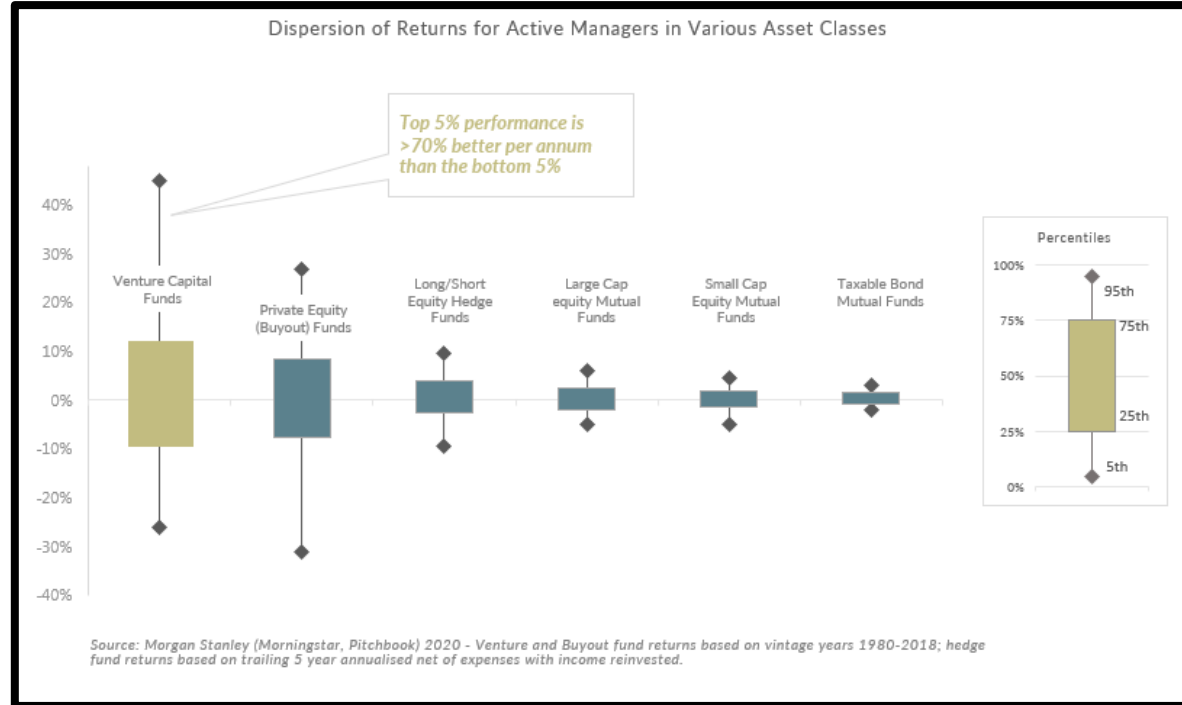 Dispersion of Returns for Active Managers in Various Asset Classes
Top 5% performance is
>70% better per annum
than the bottom 5%
40%
30%
20%
10%
0%
-10%
-20%
-30%
-40%
Venture Capital
Funds
Private Equity
(Buyout) Funds
Long/Short
Equity Hedge
Funds
Large Cap
equity Mutual
Funds
Small Cap
Equity Mutual
Funds
Taxable Bond
Mutual Funds
Percentiles
100%
95th
75%
75th
50%
25th
25%
5th
0%
Source: Morgan Stanley (Morningstar, Pitchbook) 2020 - Venture and Buyout fund returns based on vintage years 1980-2018; hedge
fund returns based on trailing 5 year annualised net of expenses with income reinvested.